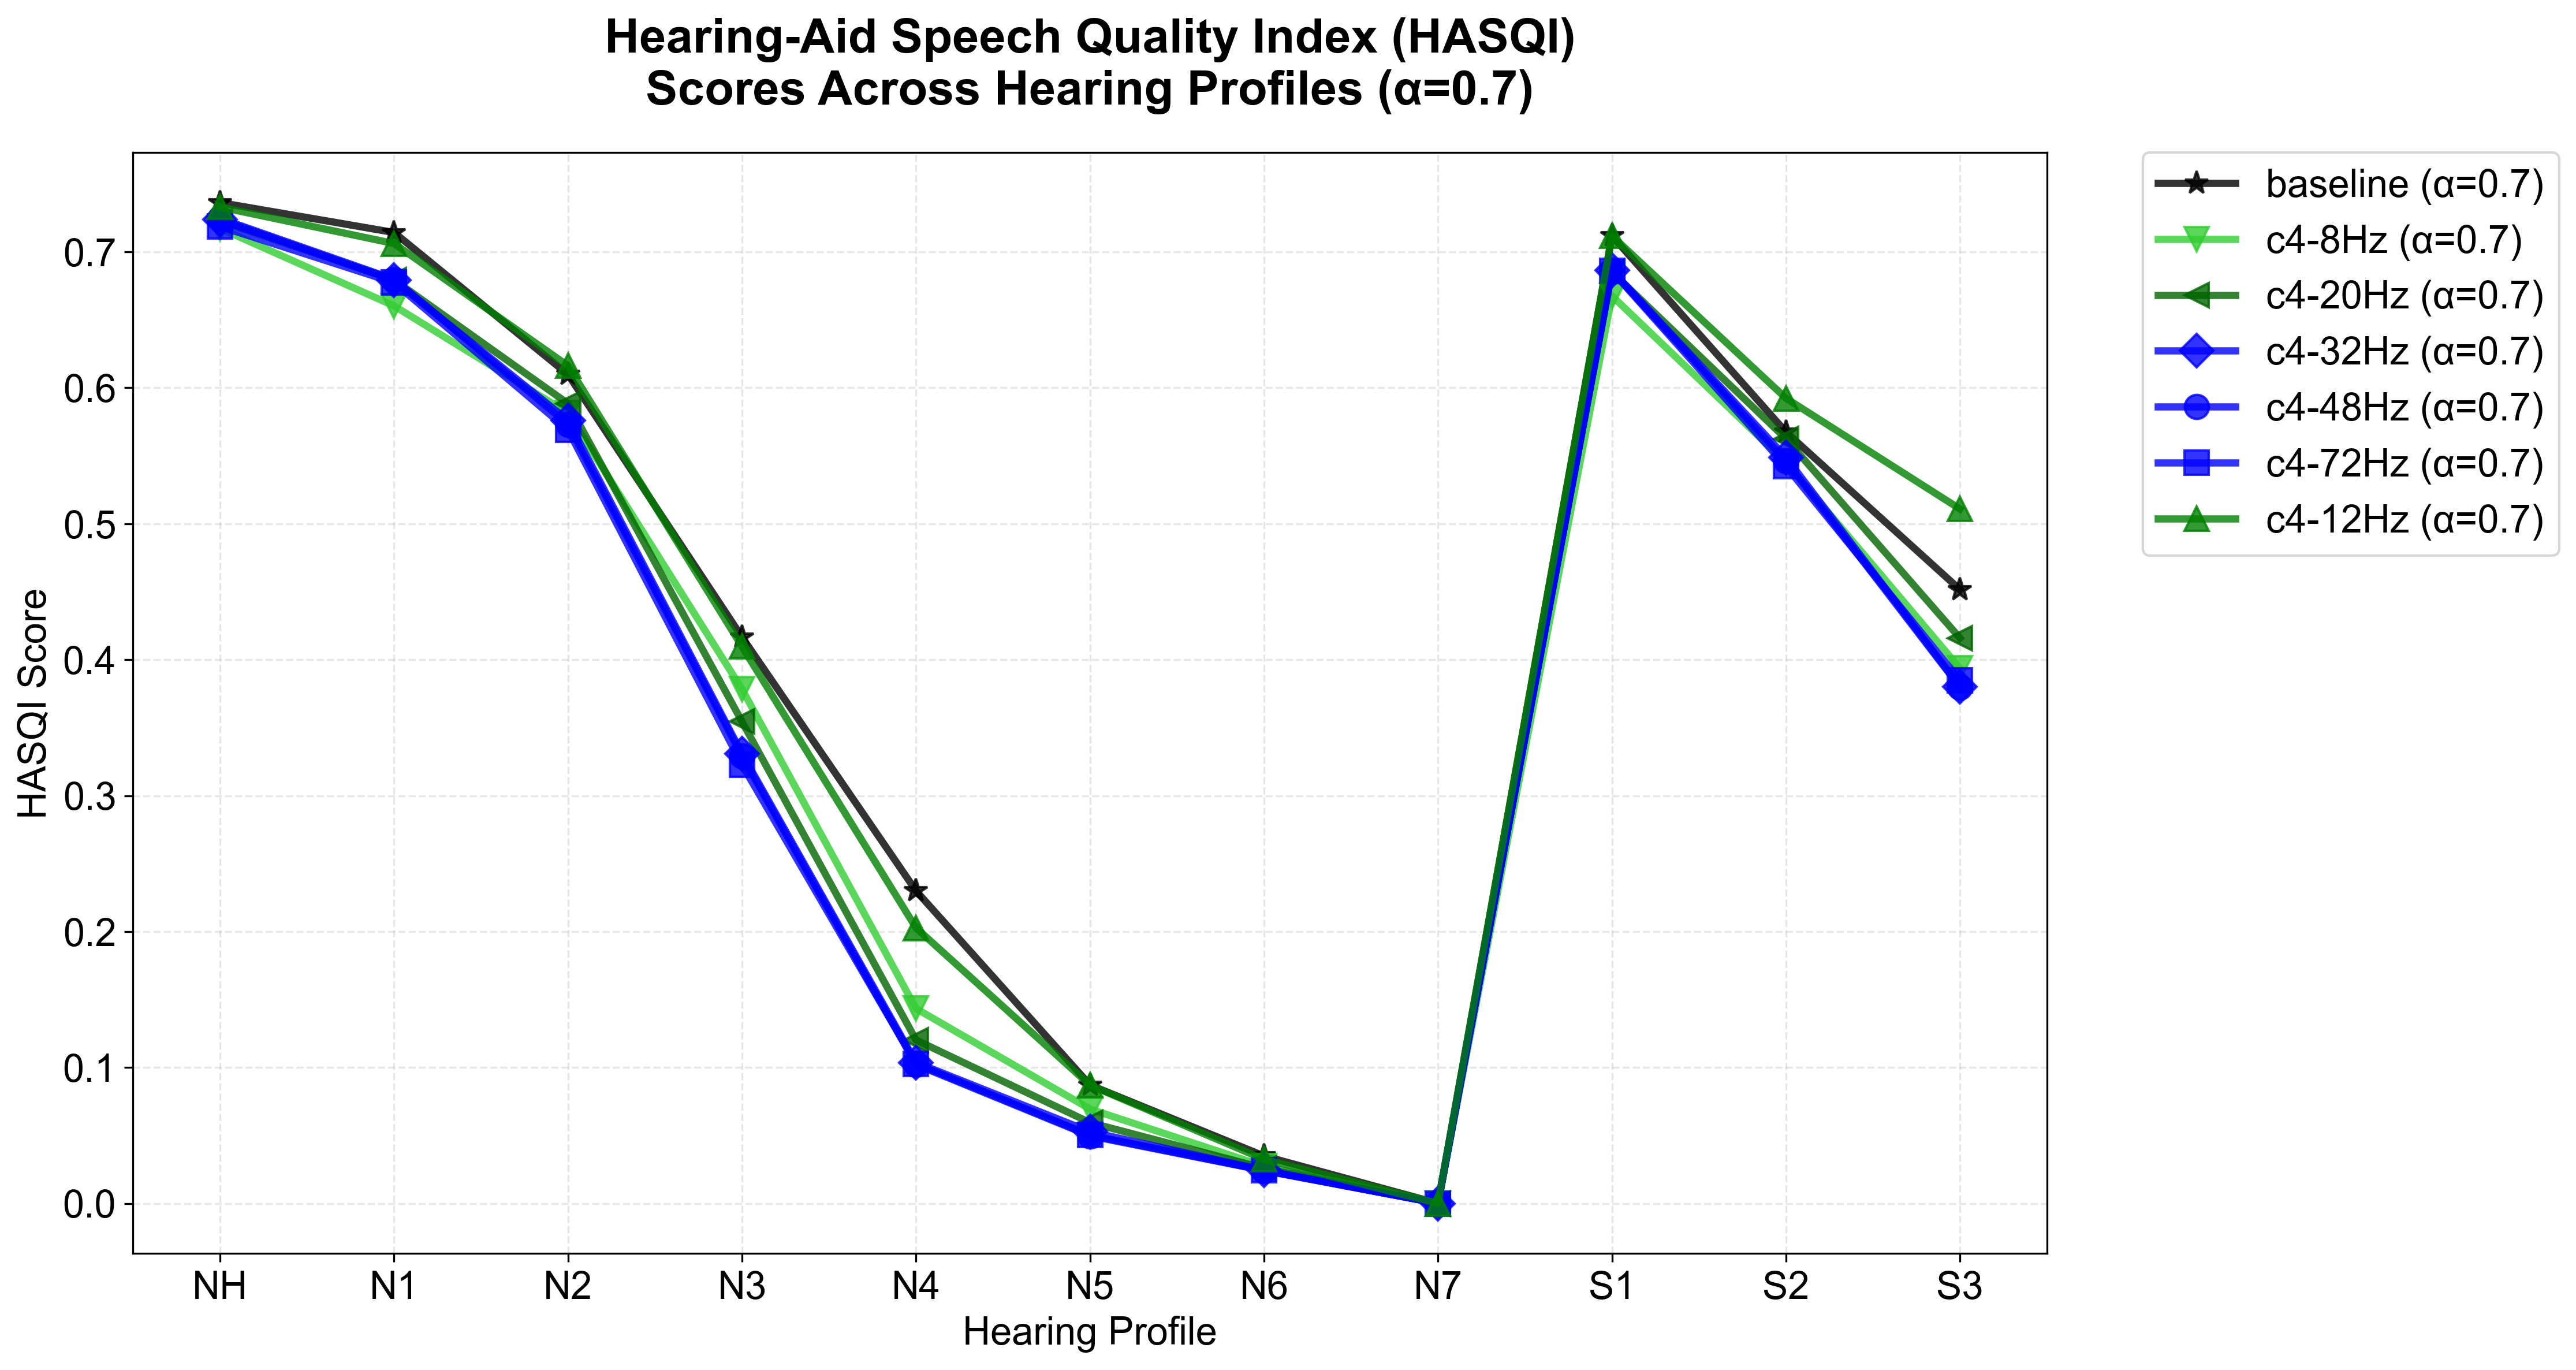 Hearing-Aid Speech Quality Index (HASQI)
Scores Across Hearing Profiles (α=0.7)
baseline (α=0.7)
c4-8Hz (α=0.7)
c4-20Hz (α=0.7)
c4-32Hz (α=0.7)
c4-48Hz (α=0.7)
c4-72Hz (α=0.7)
c4-12Hz (α=0.7)
HASQI Score
0.7
0.6
0.5
0.4
0.3
0.2
0.1
0.0
NH N1 N2 N3 N4 N5 N6 N7 S1 S2 S3
Hearing Profile